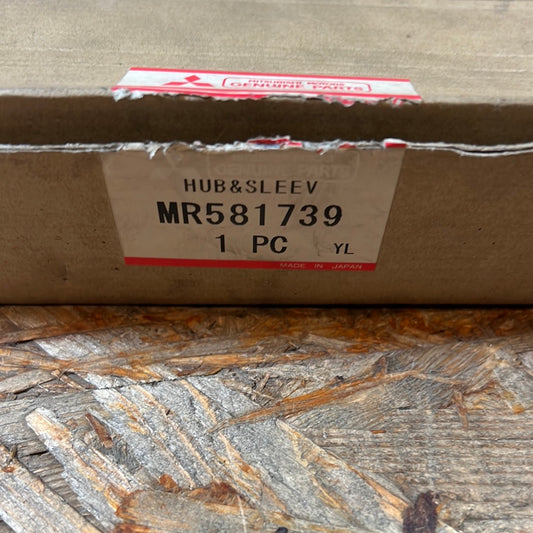 MITSUBISHI MOTORS
GENUINE PARTS
HUB&SLEEV
MR581739
1 PC YL
MADE IN JAPAN